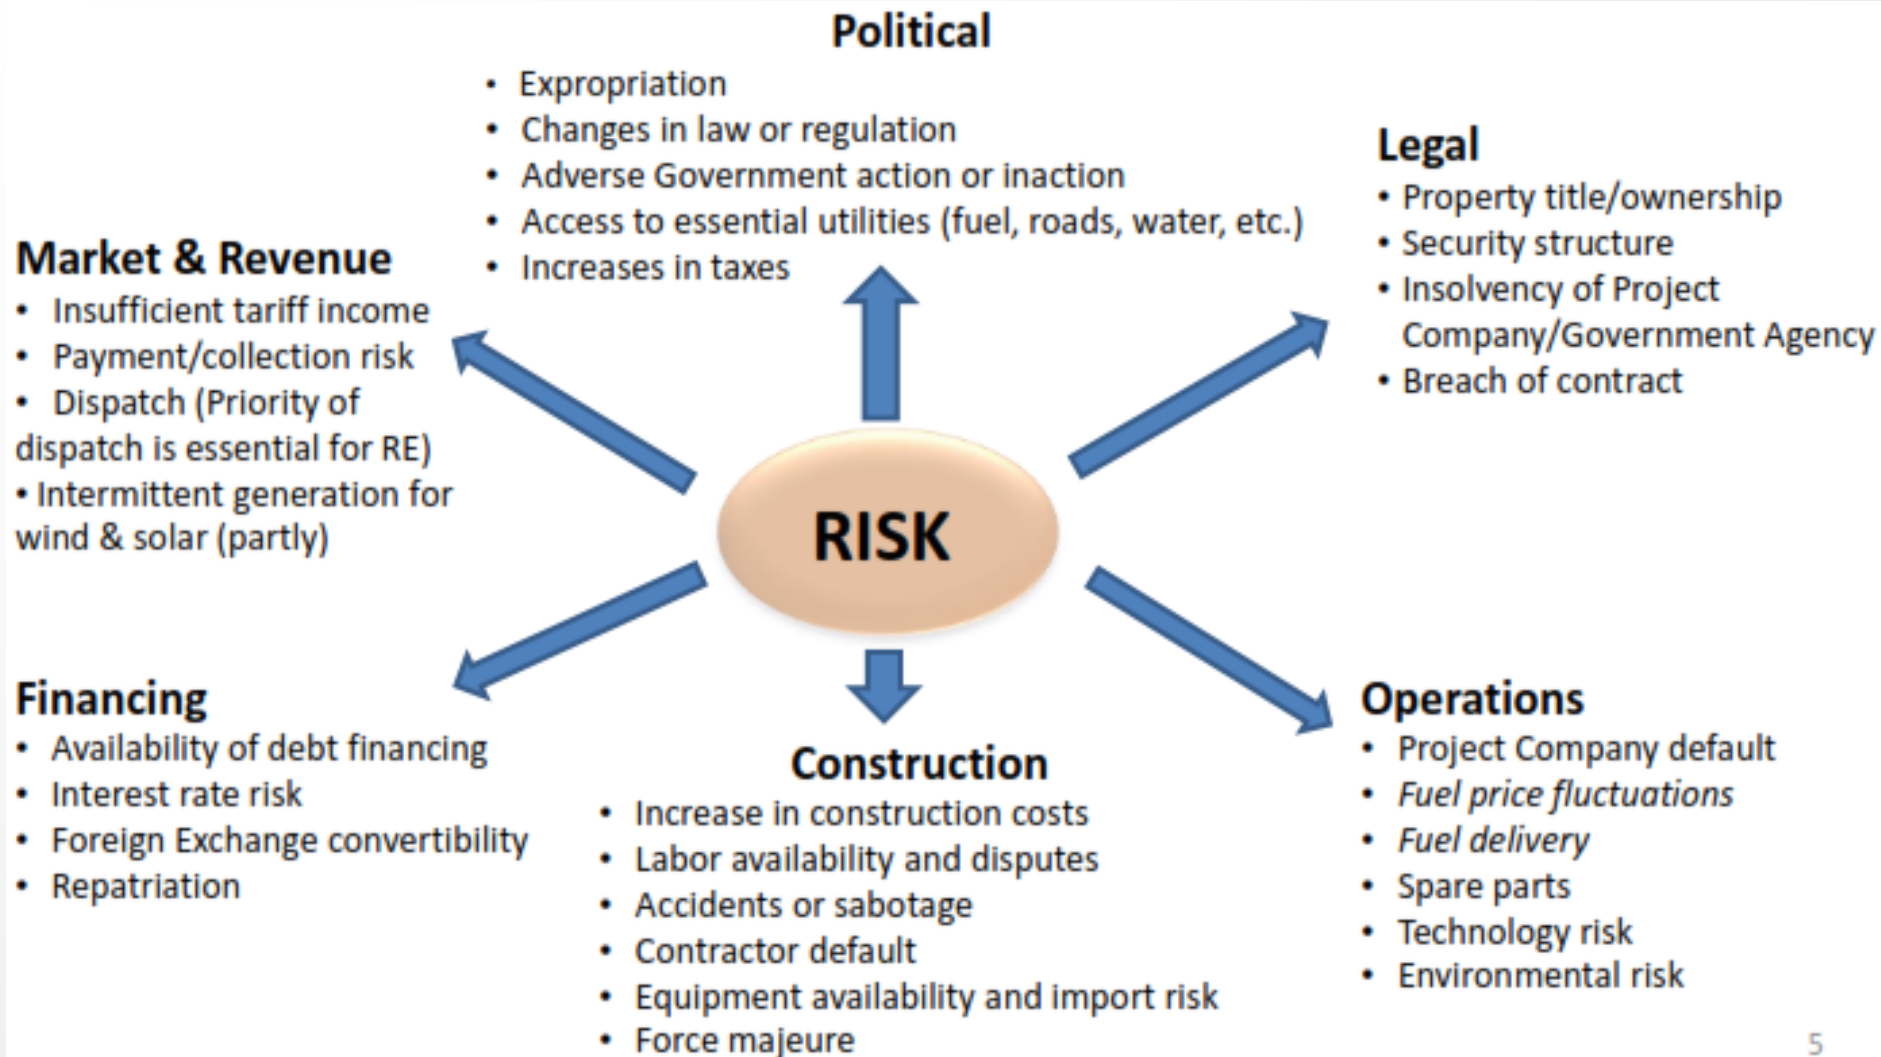 Political
• Expropriation
• Changes in law or regulation
• Adverse Government action or inaction
• Access to essential utilities (fuel, roads, water, etc.)
• Increases in taxes
Legal
• Property title/ownership
• Security structure
• Insolvency of Project
Company/Government Agency
• Breach of contract
Market & Revenue
• Insufficient tariff income
• Payment/collection risk
• Dispatch (Priority of
dispatch is essential for RE)
• Intermittent generation for
wind & solar (partly)
RISK
Financing
• Availability of debt financing
• Interest rate risk
• Foreign Exchange convertibility
• Repatriation
Construction
• Increase in construction costs
• Labor availability and disputes
• Accidents or sabotage
• Contractor default
• Equipment availability and import risk
• Force majeure
Operations
• Project Company default
• Fuel price fluctuations
• Fuel delivery
• Spare parts
• Technology risk
• Environmental risk
5